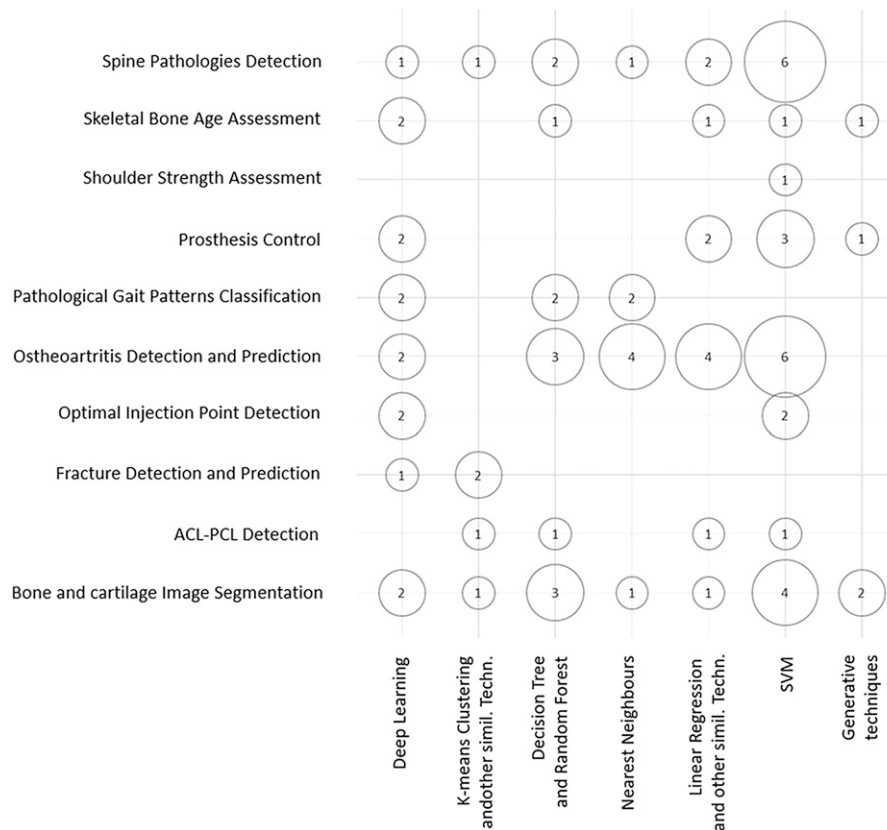 Spine Pathologies Detection 1 1 2 1 2 6
Skeletal Bone Age Assessment 2 1 1 1 1
Shoulder Strength Assessment 1
Prosthesis Control 2 2 3 1
Pathological Gait Patterns Classification 2 2 2
Ostheoartritis Detection and Prediction 2 3 4 4 6
Optimal Injection Point Detection 2 2
Fracture Detection and Prediction 1 2
ACL-PCL Detection 1 1 1 1
Bone and cartilage Image Segmentation 2 1 3 1 1 4 2
Deep Learning
K-means Clustering
andother simil. Techn.
Decision Tree
and Random Forest
Nearest Neighbours
Linear Regression
and other simil. Techn.
SVM
Generative
techniques